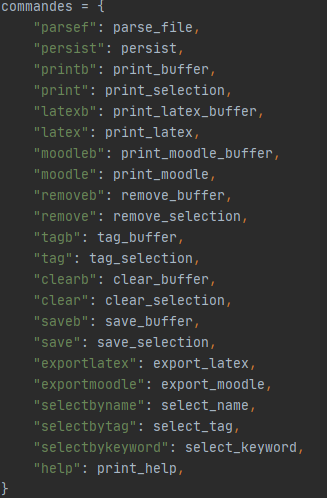 commandes = {
    "parsef": parse_file,
    "persist": persist,
    "printb": print_buffer,
    "print": print_selection,
    "latexb": print_latex_buffer,
    "latex": print_latex,
    "moodleb": print_moodle_buffer,
    "moodle": print_moodle,
    "removeb": remove_buffer,
    "remove": remove_selection,
    "tagb": tag_buffer,
    "tag": tag_selection,
    "clearb": clear_buffer,
    "clear": clear_selection,
    "saveb": save_buffer,
    "save": save_selection,
    "exportlatex": export_latex,
    "exportmoodle": export_moodle,
    "selectbyname": select_name,
    "selectbytag": select_tag,
    "selectbykeyword": select_keyword,
    "help": print_help,
}